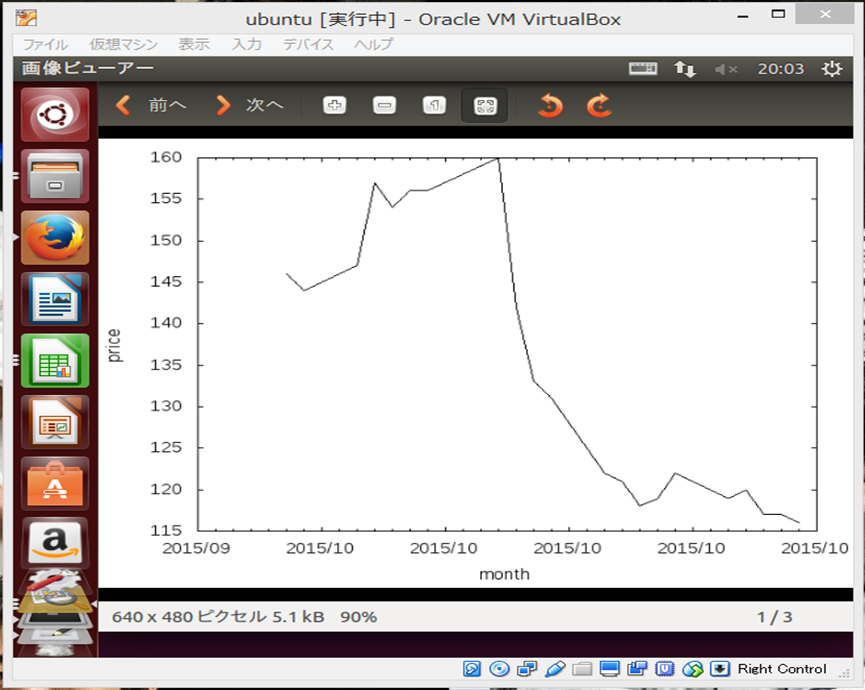 ubuntu [実行中] - Oracle VM VirtualBox
ファイル 仮想マシン 表示 入力 デバイス ヘルプ
画像ビューアー 20:03
前へ 次へ 1
160
155
150
145
140
135
130
125
120
115
price
2015/09 2015/10 2015/10 2015/10 2015/10 2015/10
month
640 x 480 ピクセル 5.1 kB 90% 1 / 3
Right Control